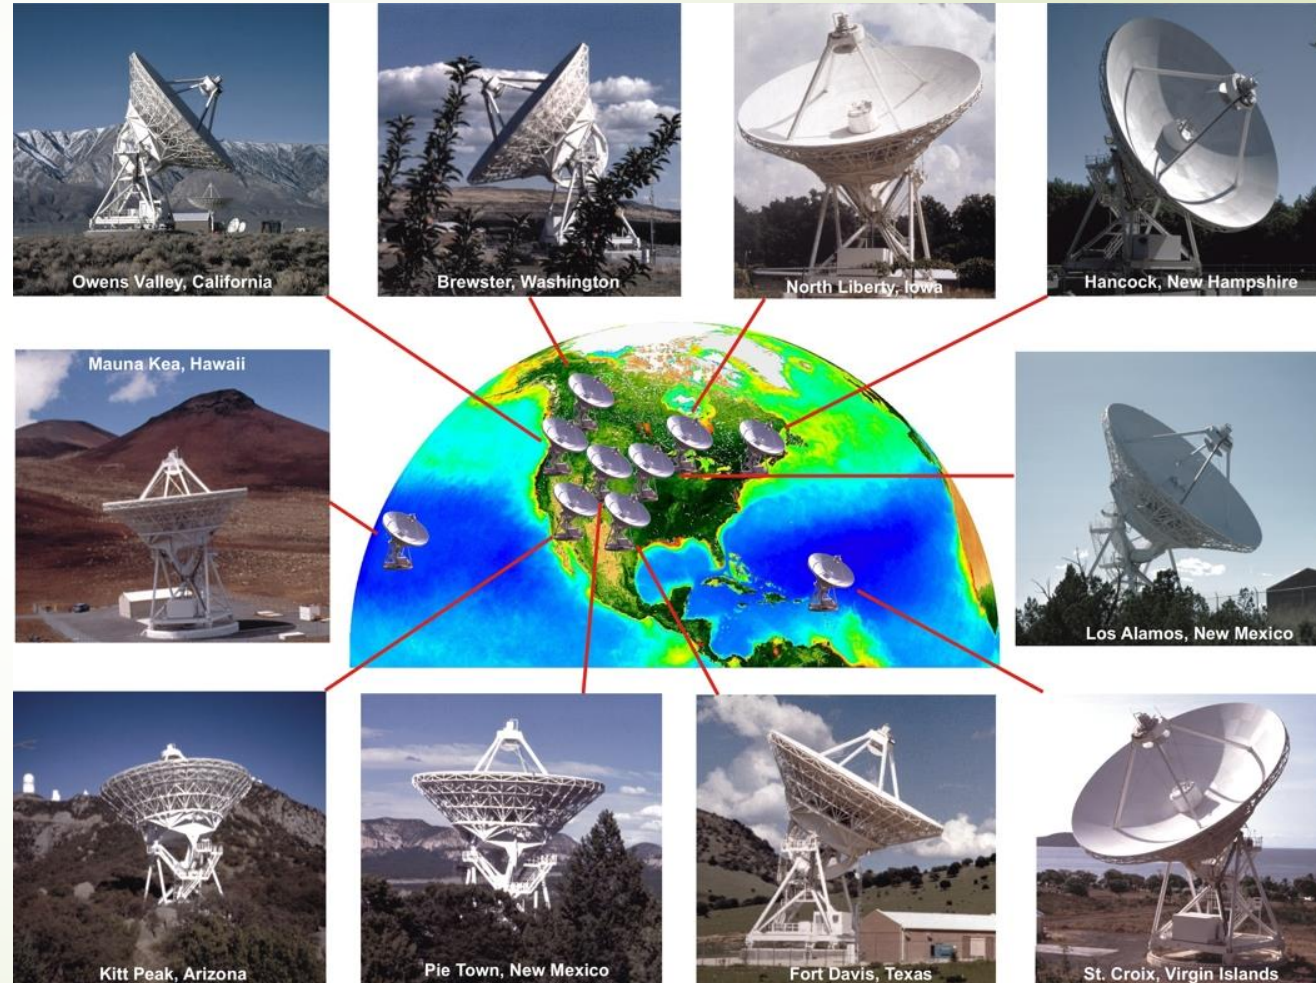 Owens Valley, California
Brewster, Washington
North Liberty, Iowa
Hancock, New Hampshire
Mauna Kea, Hawaii
Los Alamos, New Mexico
Kitt Peak, Arizona
Pie Town, New Mexico
Fort Davis, Texas
St. Croix, Virgin Islands